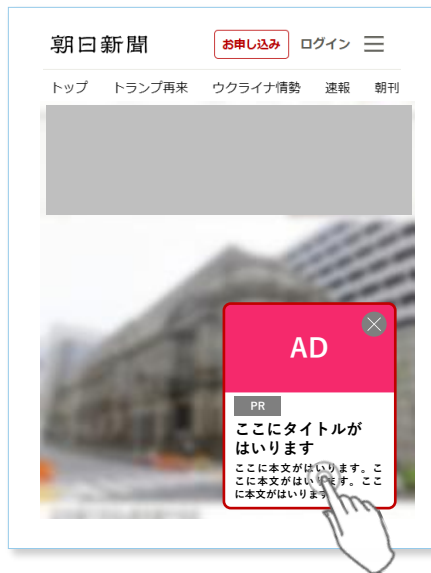 朝日新聞 お申し込み ログイン
トップ トランプ再来 ウクライナ情勢 速報 朝刊
AD
PR
ここにタイトルが
はいります
ここに本文がはいります。こ
こに本文がはいります。ここ
に本文がはいります